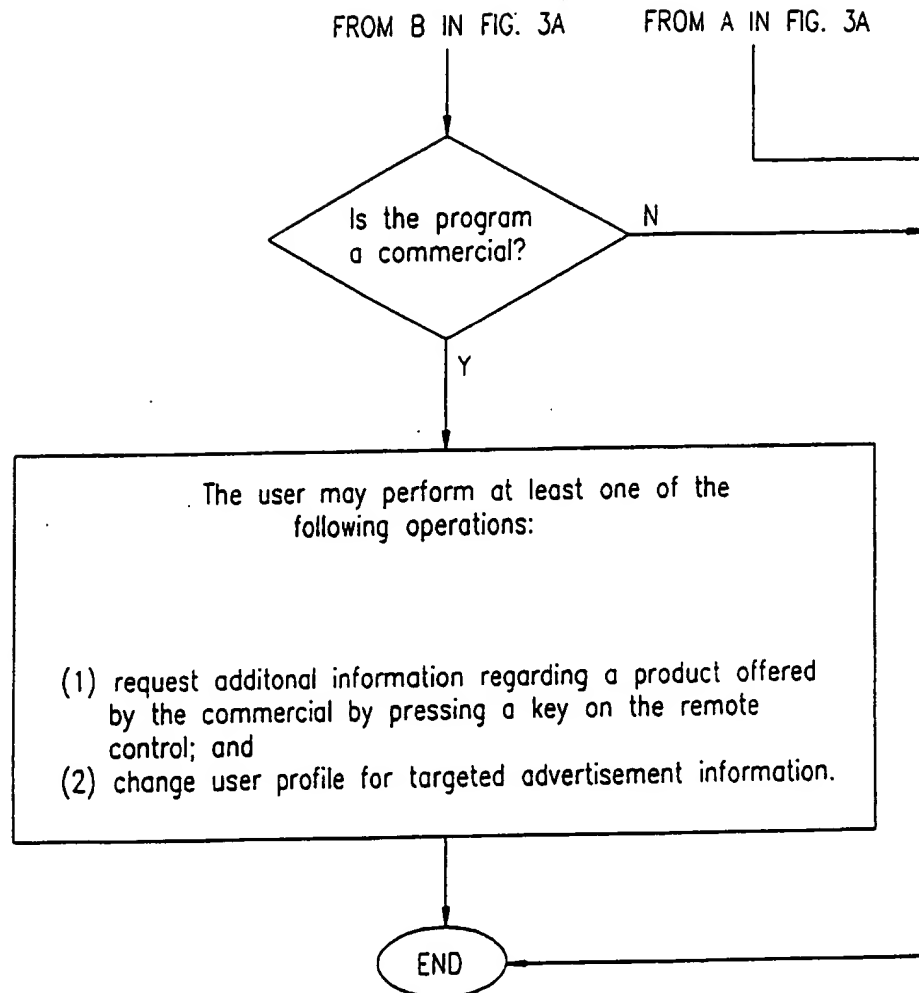 FROM B IN FIG. 3A
FROM A IN FIG. 3A
Is the program
a commercial?
N
Y
The user may perform at least one of the
following operations:
(1) request additonal information regarding a product offered
by the commercial by pressing a key on the remote
control; and
(2) change user profile for targeted advertisement information.
END